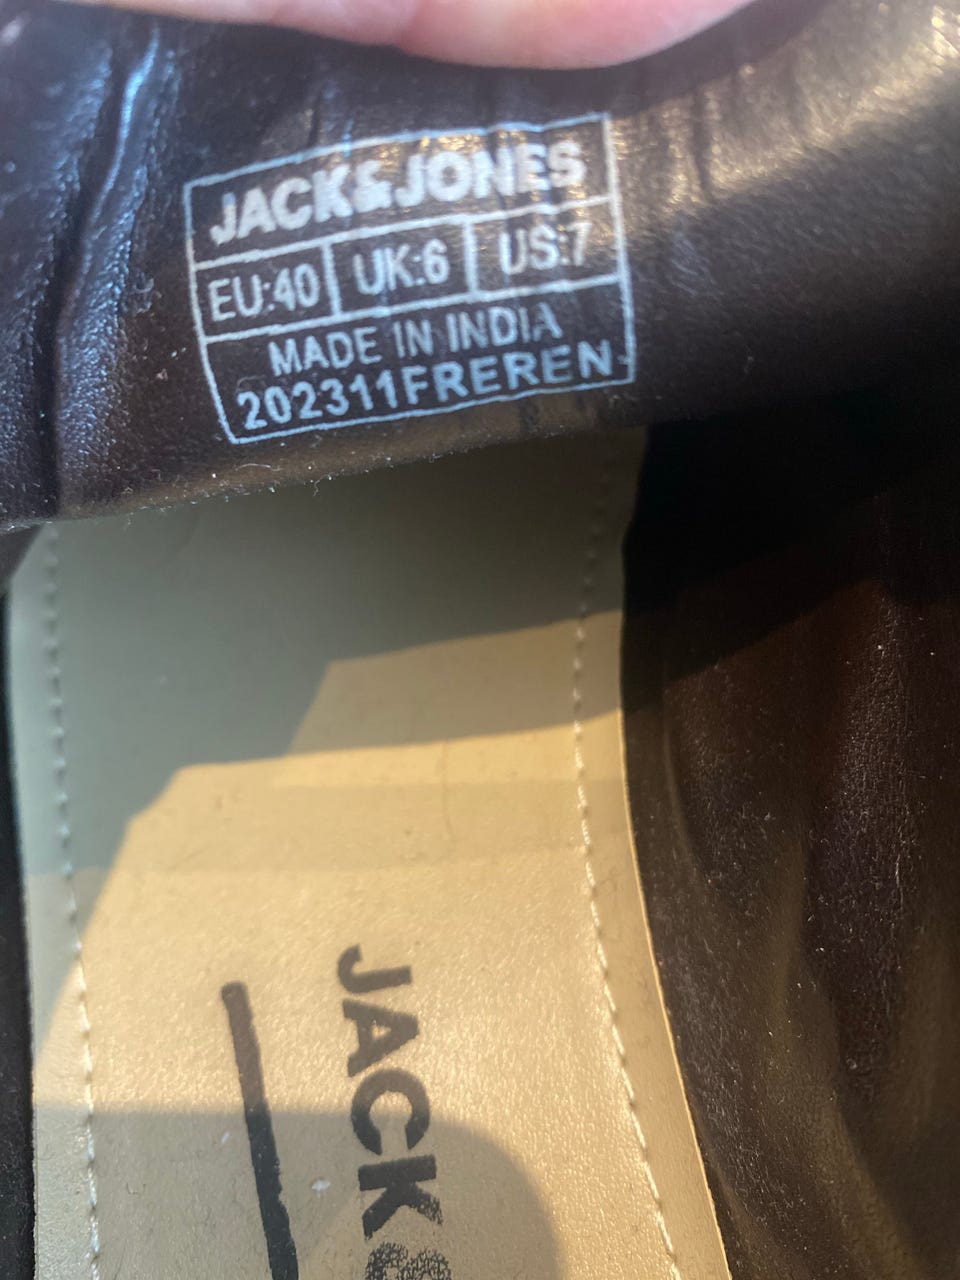 JACK&JONES
EU:40 UK:6 US:7
MADE IN INDIA
202311FREREN
JACK&